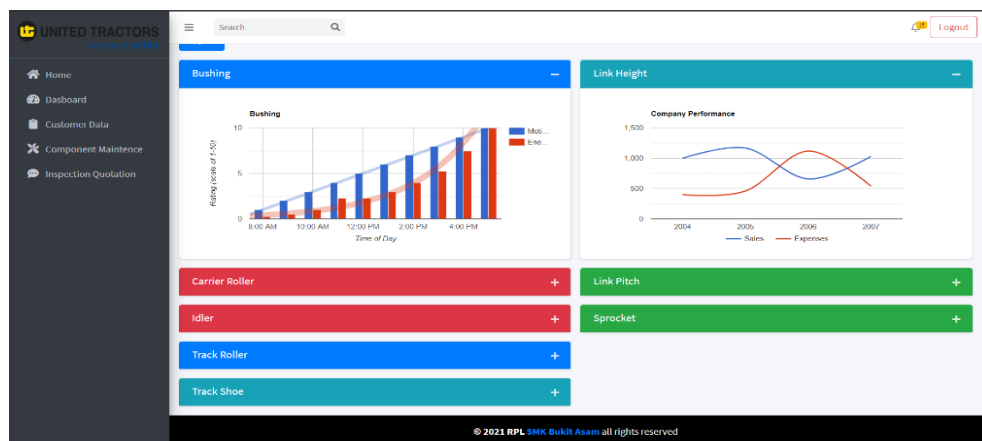 UNITED TRACTORS
Search
Logout
Home
Dasboard
Customer Data
Component Maintence
Inspection Quotation
Bushing
Bushing
Moti...
Ene...
Rating (scale of 1-10)
10
5
0
8:00 AM 10:00 AM 12:00 PM 2:00 PM 4:00 PM
Time of Day
Link Height
Company Performance
1,500
1,000
500
0
2004 2005 2006 2007
Sales Expenses
Carrier Roller
Idler
Track Roller
Track Shoe
Link Pitch
Sprocket
© 2021 RPL SMK Bukit Asam all rights reserved